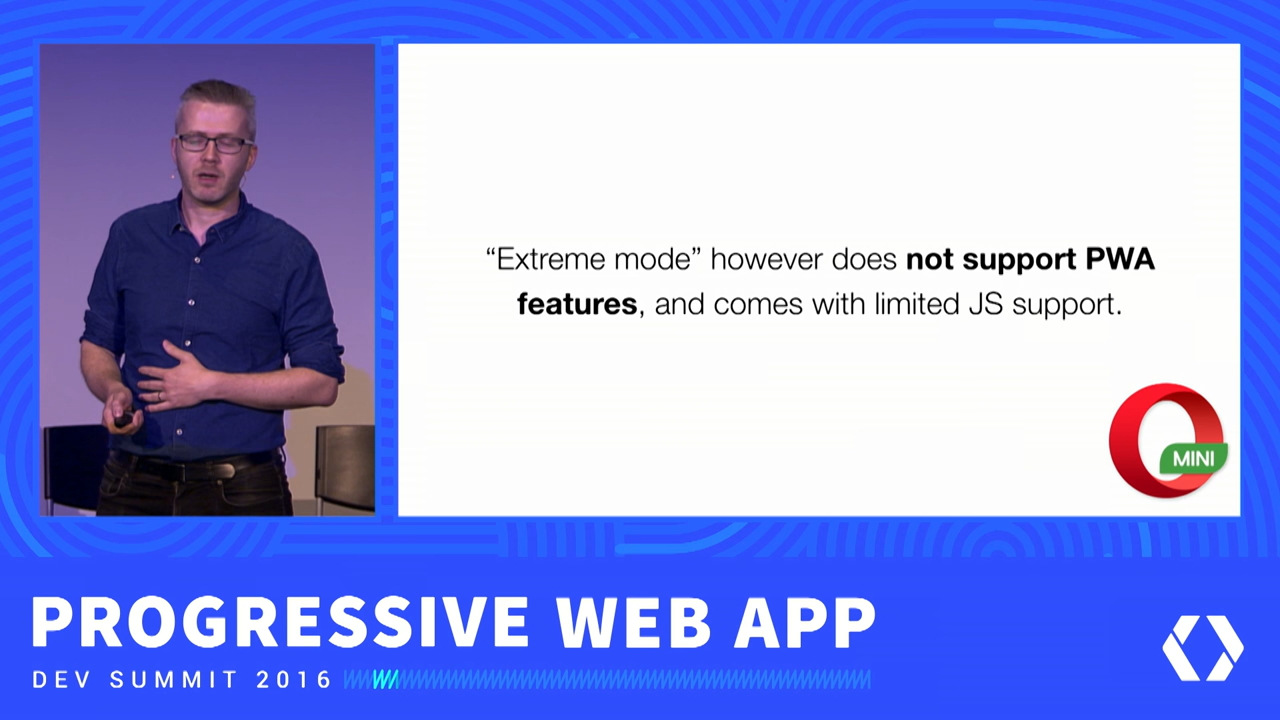 “Extreme mode” however does not support PWA
features, and comes with limited JS support.
MINI
PROGRESSIVE WEB APP
DEV SUMMIT 2016